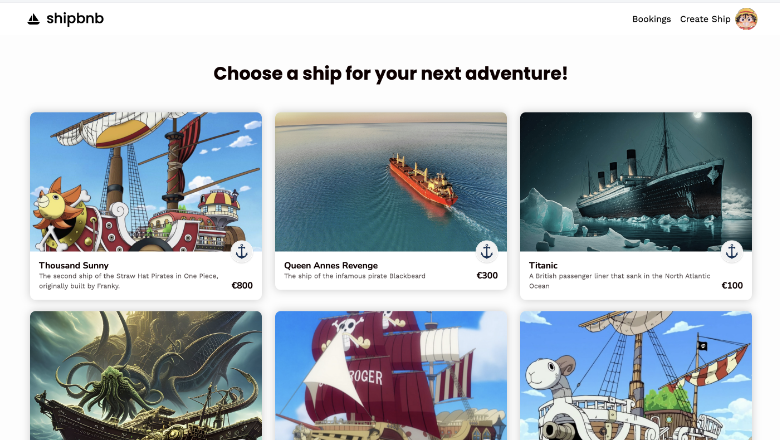 shipbnb
Bookings
Create Ship
Choose a ship for your next adventure!
Thousand Sunny
The second ship of the Straw Hat Pirates in One Piece,
originally built by Franky.
€800
Queen Annes Revenge
The ship of the infamous pirate Blackbeard
€300
Titanic
A British passenger liner that sank in the North Atlantic
Ocean
€100
ROGER